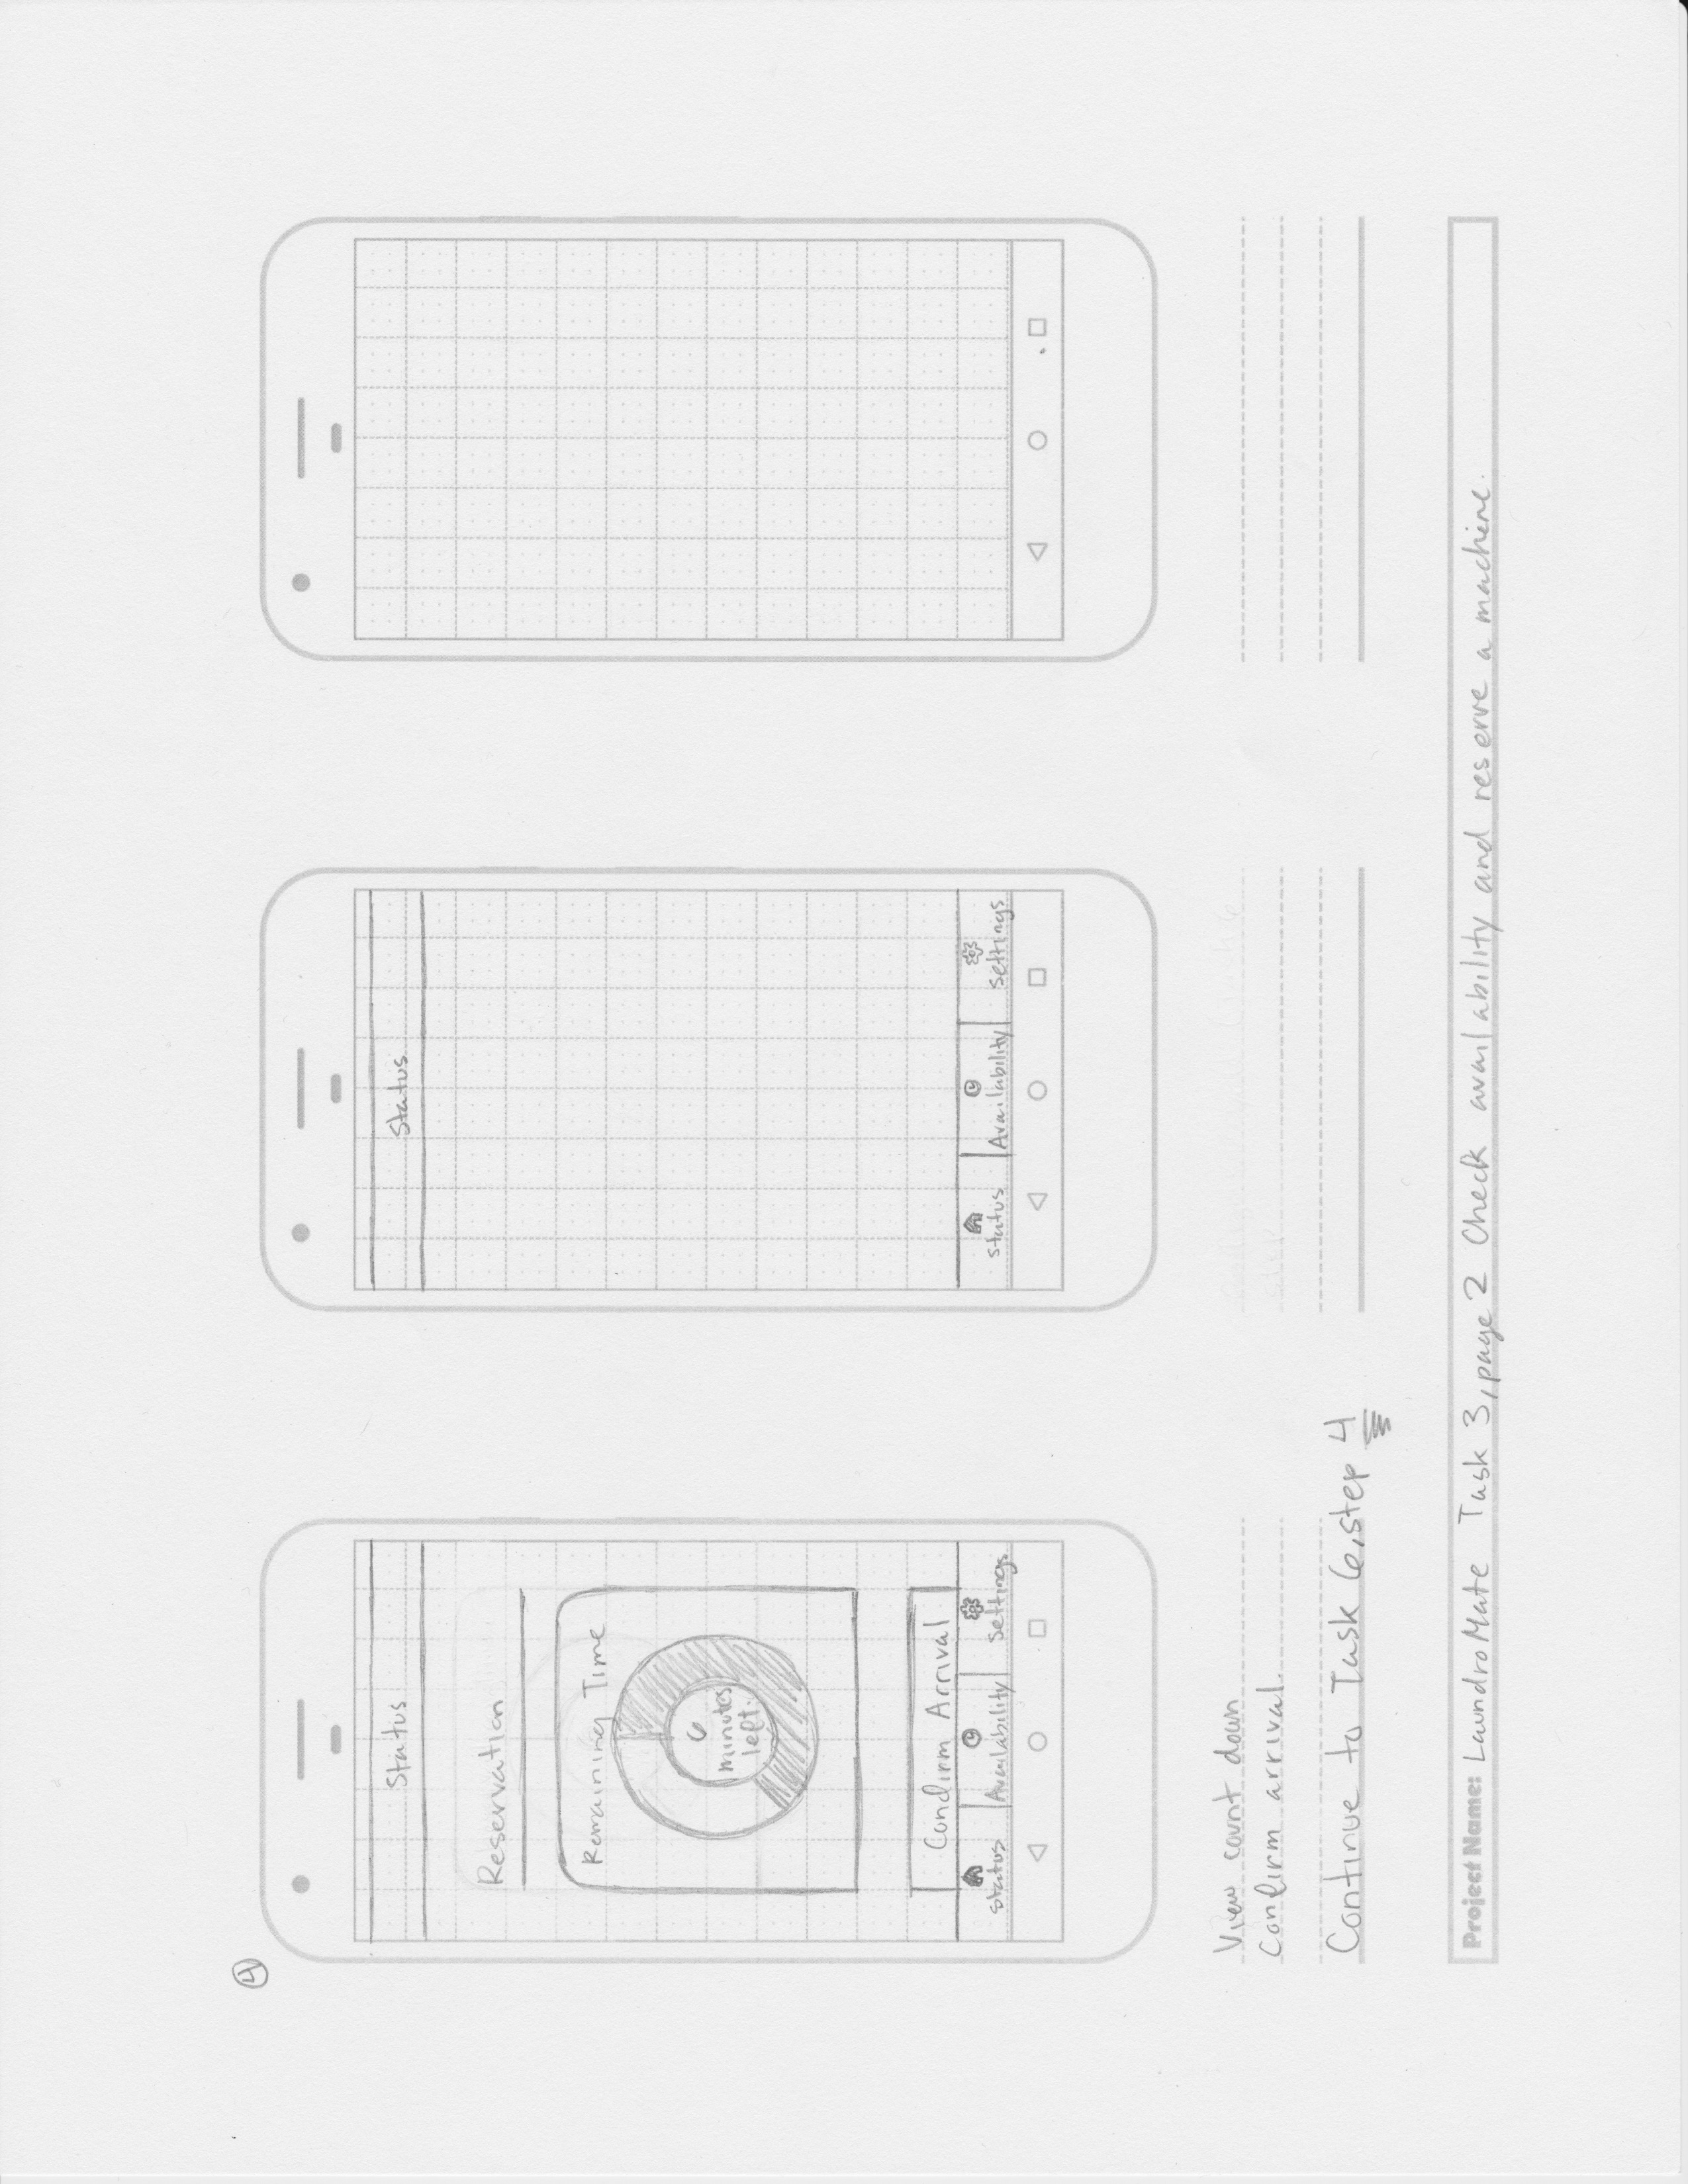 4
Status
Reservation
Remaining Time
6
minutes
left.
Confirm Arrival
Status Availability Settings
View count down
Confirm arrival.
Continue to Task 6, step 4
Status
Status Availability Settings
Project Name: LaundroMate Task 3, page 2 Check availability and reserve a machine.